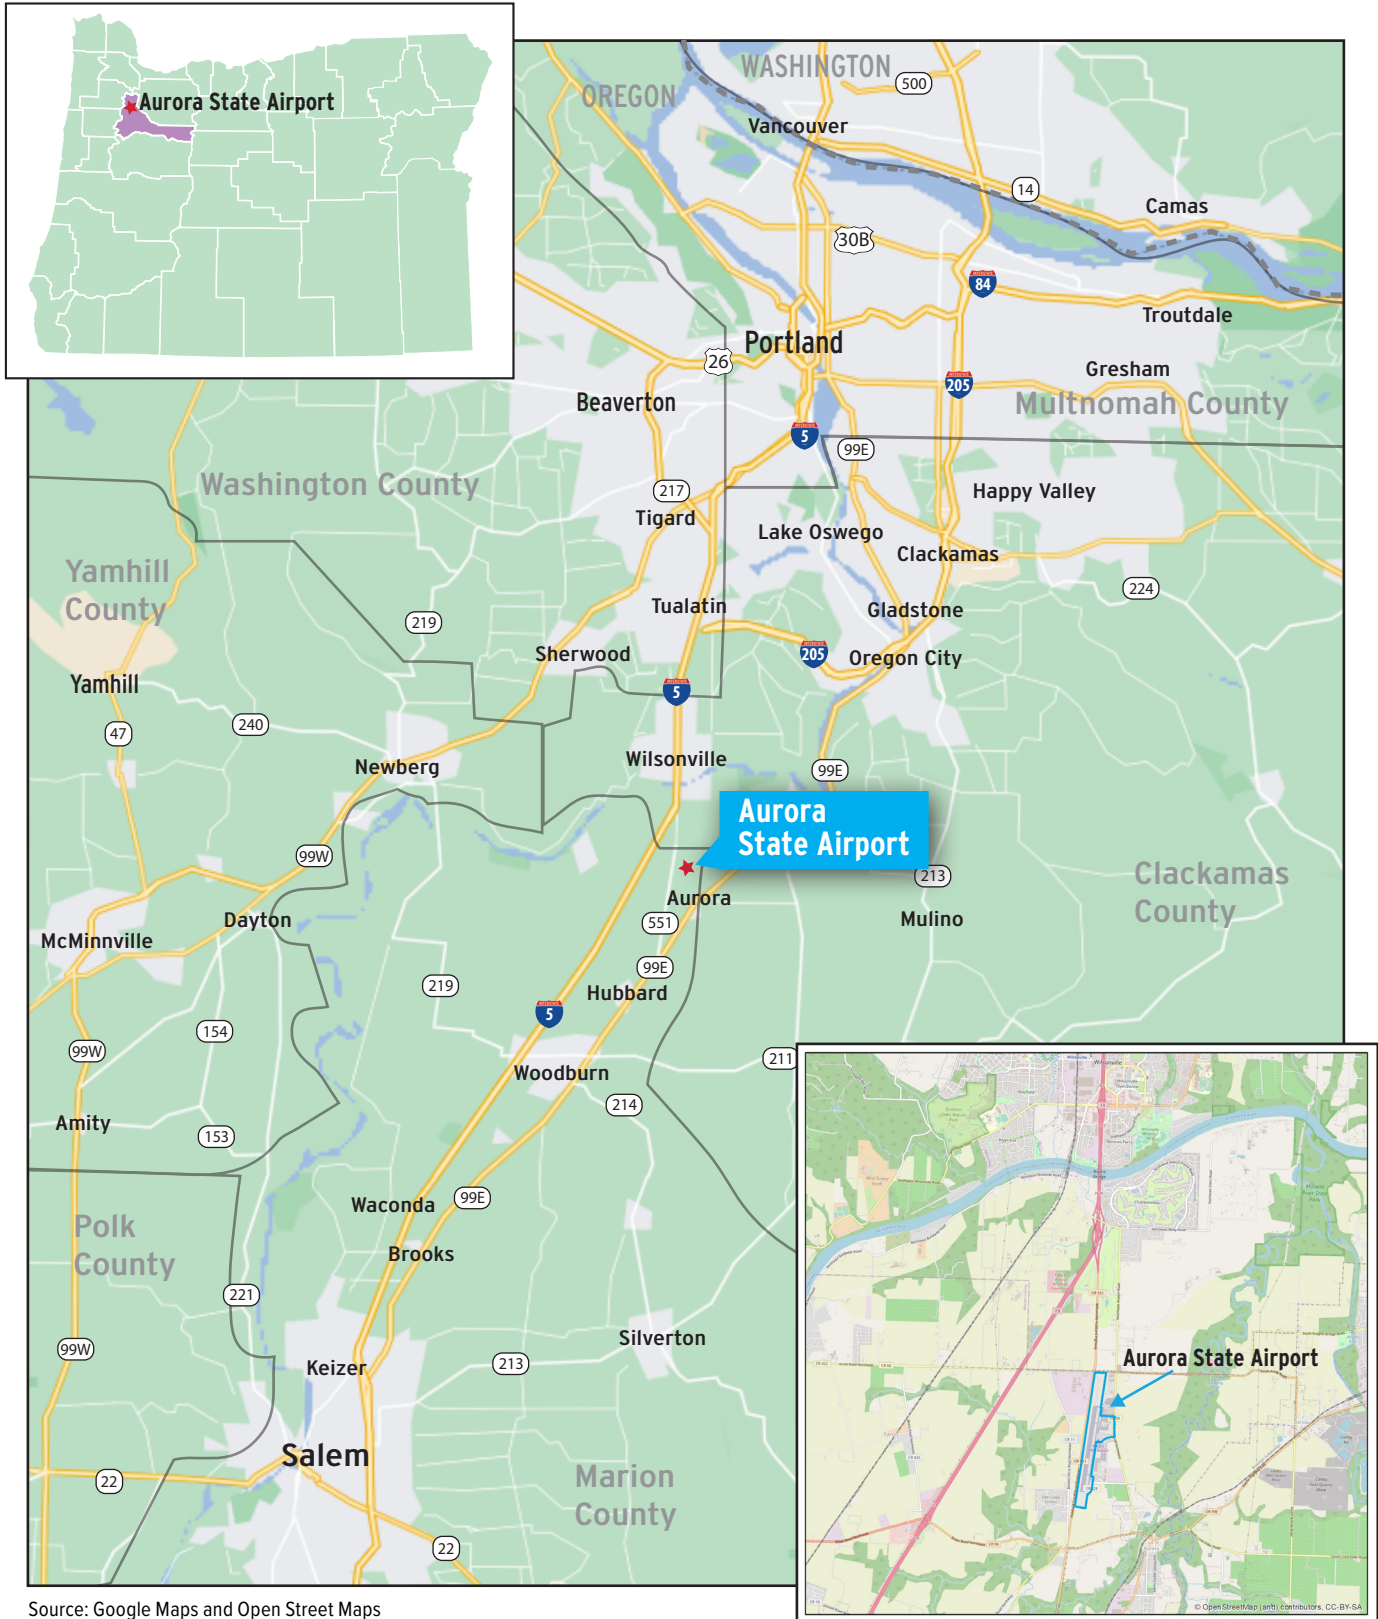 Aurora State Airport
WASHINGTON
OREGON
500
Vancouver
14
Camas
30B
84
Troutdale
Portland
26
Gresham
205
Beaverton
Multnomah County
5
99E
Washington County
217
Happy Valley
Tigard
Lake Oswego
Clackamas
Yamhill
County
224
Tualatin
Gladstone
219
Sherwood
205
Oregon City
Yamhill
5
240
47
Wilsonville
Newberg
99E
Aurora
State Airport
99W
213
Clackamas
County
Aurora
Dayton
551
Mulino
McMinnville
99E
219
Hubbard
5
154
99W
211
Woodburn
214
Amity
153
99E
Waconda
Polk
County
Brooks
221
Silverton
99W
213
Keizer
Aurora State Airport
Salem
Marion
County
22
22
© OpenStreetMap (and) contributors, CC-BY-SA
Source: Google Maps and Open Street Maps